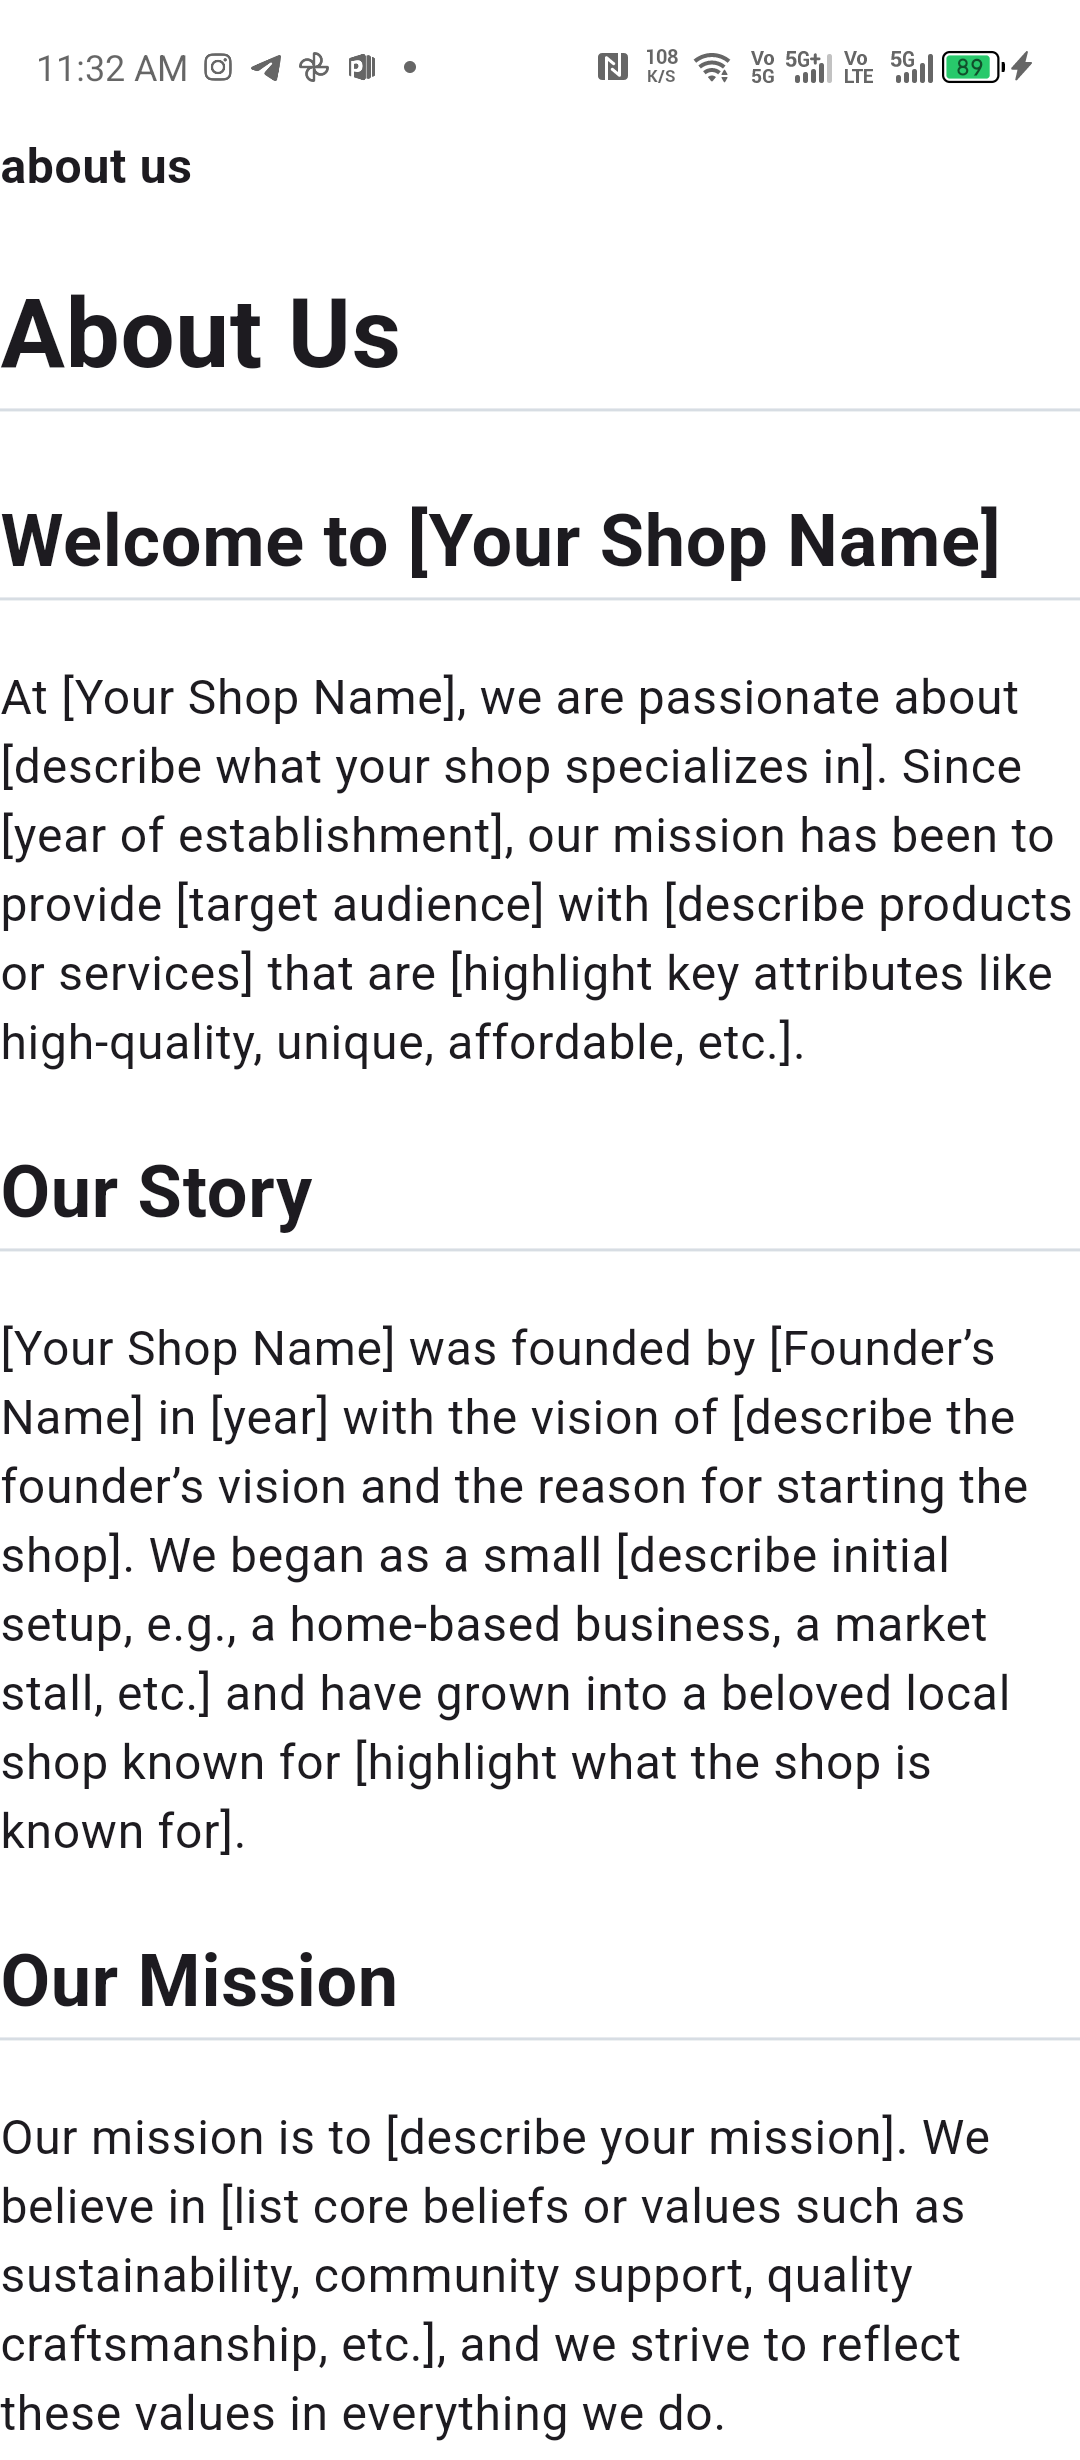 11:32 AM
108 K/S Vo 5G 5G+ Vo LTE 5G 89
about us
About Us
Welcome to [Your Shop Name]
At [Your Shop Name], we are passionate about
[describe what your shop specializes in]. Since
[year of establishment], our mission has been to
provide [target audience] with [describe products
or services] that are [highlight key attributes like
high-quality, unique, affordable, etc.].
Our Story
[Your Shop Name] was founded by [Founder’s
Name] in [year] with the vision of [describe the
founder’s vision and the reason for starting the
shop]. We began as a small [describe initial
setup, e.g., a home-based business, a market
stall, etc.] and have grown into a beloved local
shop known for [highlight what the shop is
known for].
Our Mission
Our mission is to [describe your mission]. We
believe in [list core beliefs or values such as
sustainability, community support, quality
craftsmanship, etc.], and we strive to reflect
these values in everything we do.